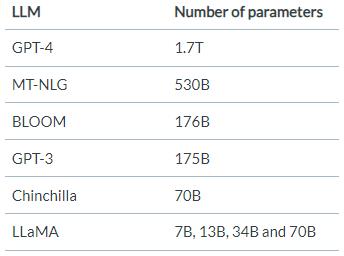 LLM Number of parameters
GPT-4 1.7T
MT-NLG 530B
BLOOM 176B
GPT-3 175B
Chinchilla 70B
LLaMA 7B, 13B, 34B and 70B